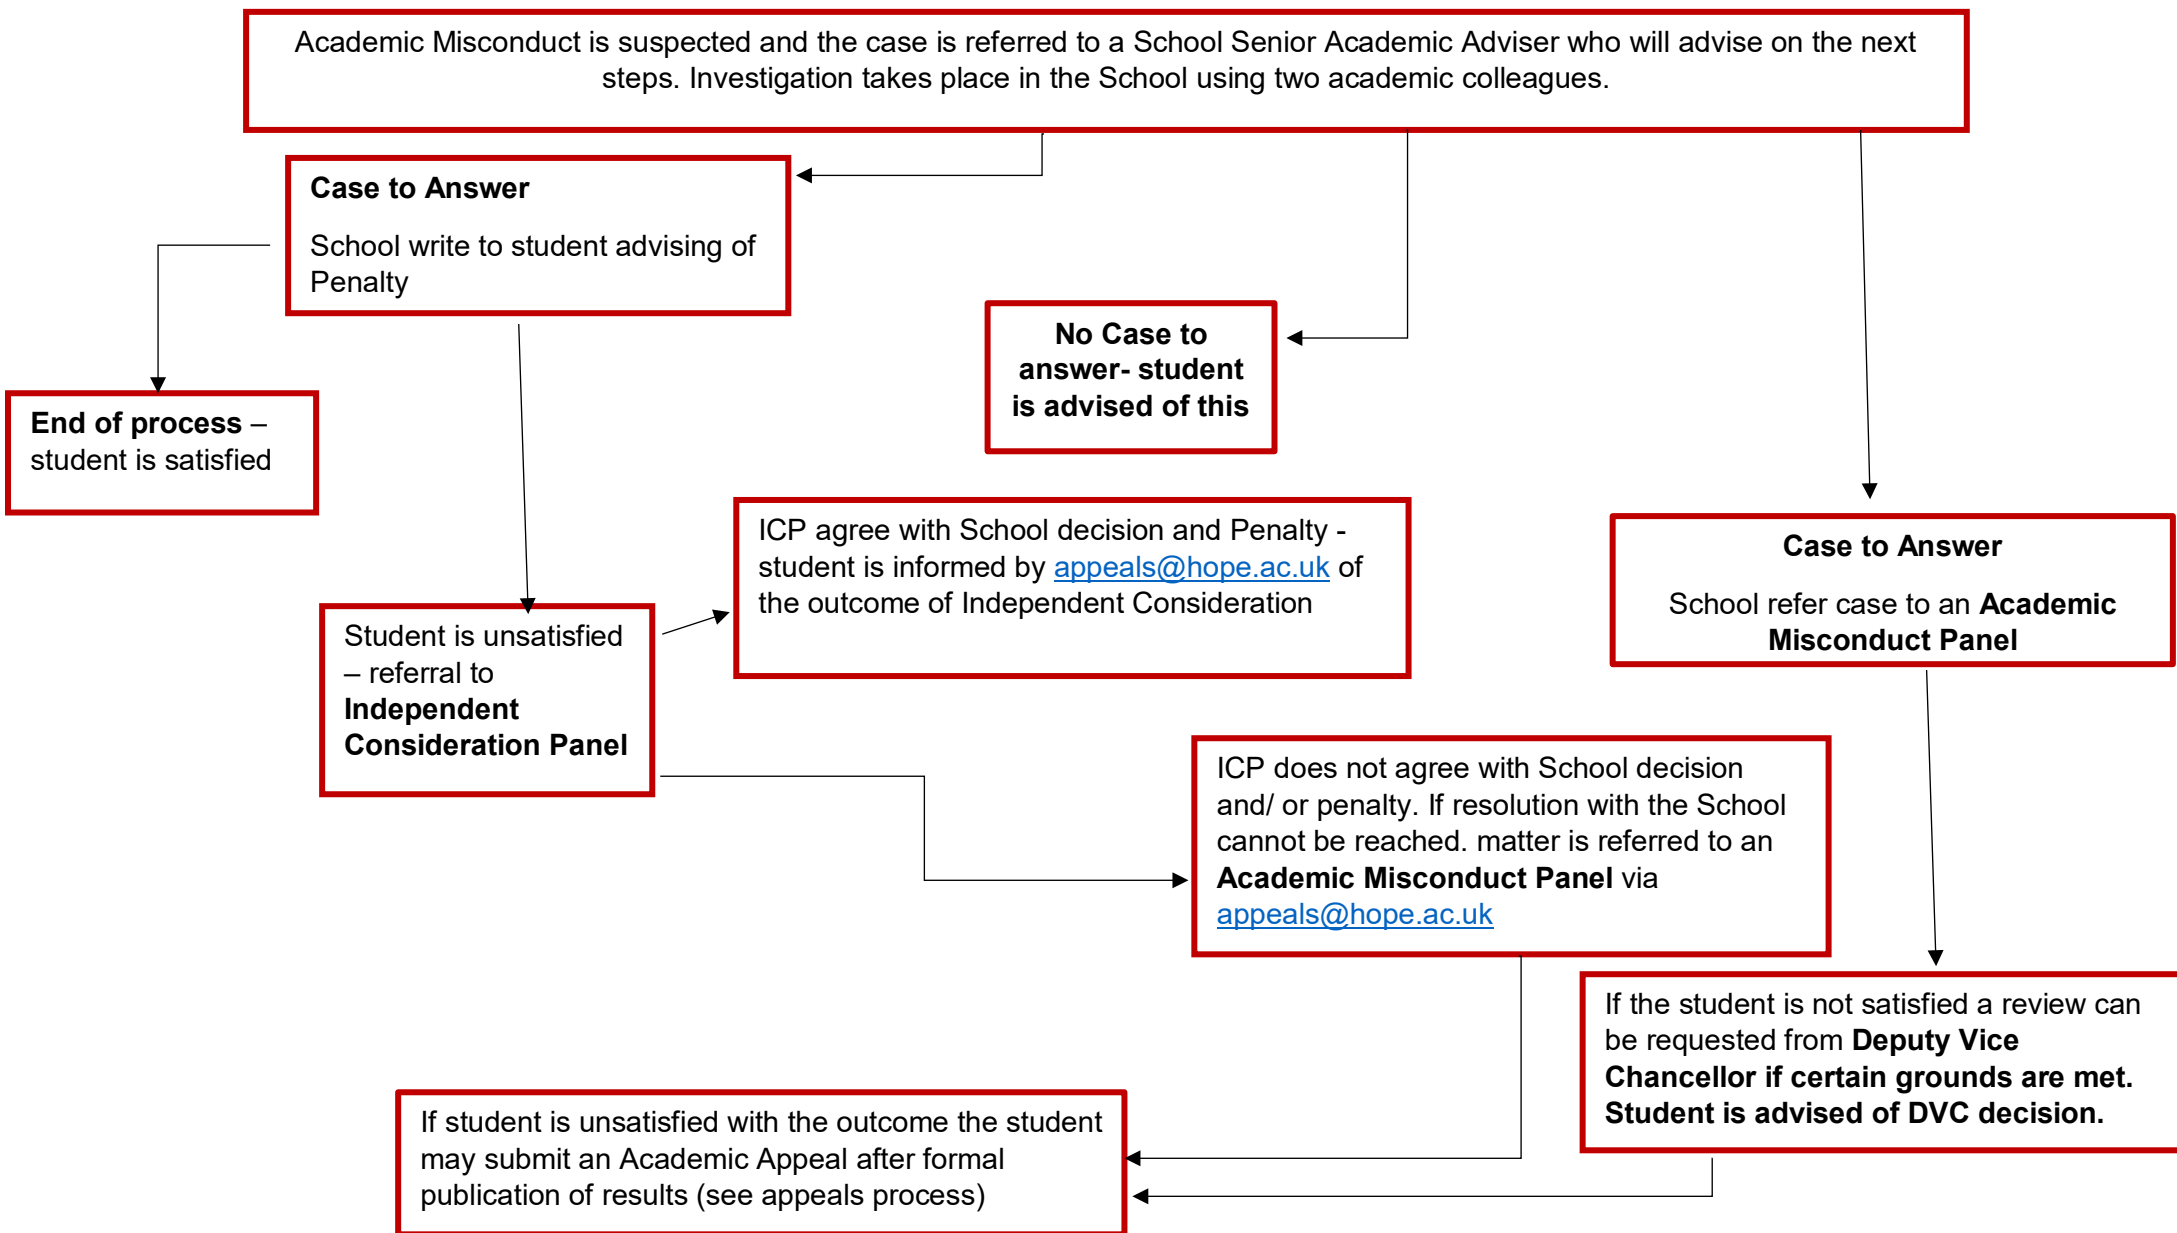 Academic Misconduct is suspected and the case is referred to a School Senior Academic Adviser who will advise on the next
steps. Investigation takes place in the School using two academic colleagues.
Case to Answer
School write to student advising of
Penalty
No Case to
answer- student
is advised of this
End of process –
student is satisfied
ICP agree with School decision and Penalty -
student is informed by appeals@hope.ac.uk of
the outcome of Independent Consideration
Case to Answer
School refer case to an Academic
Misconduct Panel
Student is unsatisfied
– referral to
Independent
Consideration Panel
ICP does not agree with School decision
and/ or penalty. If resolution with the School
cannot be reached. matter is referred to an
Academic Misconduct Panel via
appeals@hope.ac.uk
If the student is not satisfied a review can
be requested from Deputy Vice
Chancellor if certain grounds are met.
Student is advised of DVC decision.
If student is unsatisfied with the outcome the student
may submit an Academic Appeal after formal
publication of results (see appeals process)